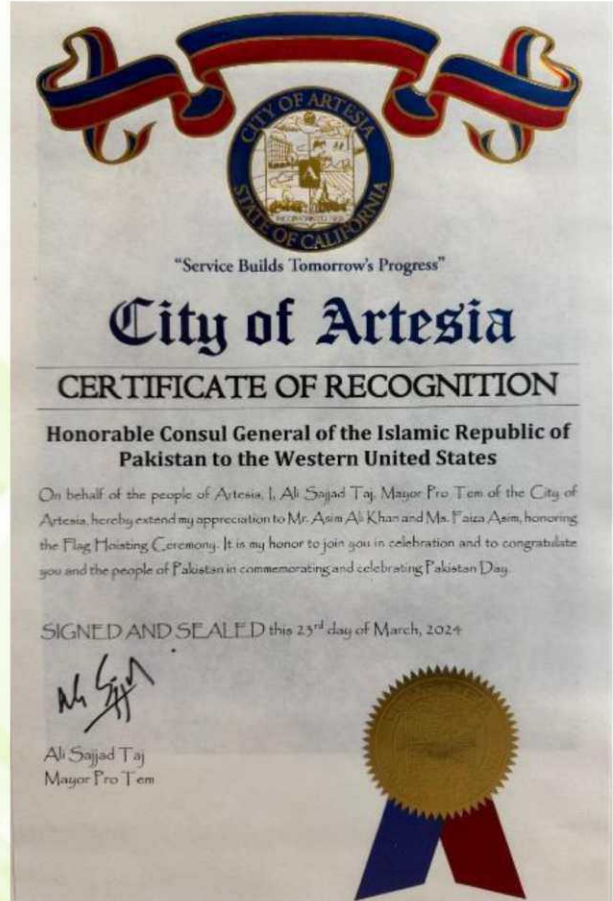 CITY OF ARTESIA
STATE OF CALIFORNIA
"Service Builds Tomorrow's Progress"
City of Artesia
CERTIFICATE OF RECOGNITION
Honorable Consul General of the Islamic Republic of
Pakistan to the Western United States
On behalf of the people of Artesia, I, Ali Sajjad Taj, Mayor Pro Tem of the City of
Artesia, hereby extend my appreciation to Mr. Asim Ali Khan and Ms. Faiza Asim, honoring
the Flag Hoisting Ceremony. It is my honor to join you in celebration and to congratulate
you and the people of Pakistan in commemorating and celebrating Pakistan Day.
SIGNED AND SEALED this 23rd day of March, 2024
Ali Sajjad Taj
Mayor Pro Tem